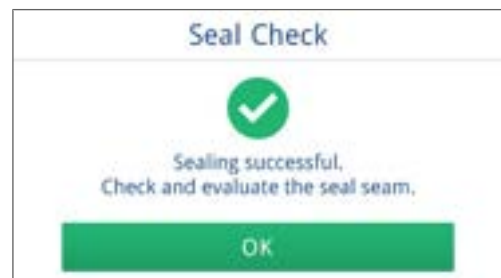 Seal Check
Sealing successful.
Check and evaluate the seal seam.
OK